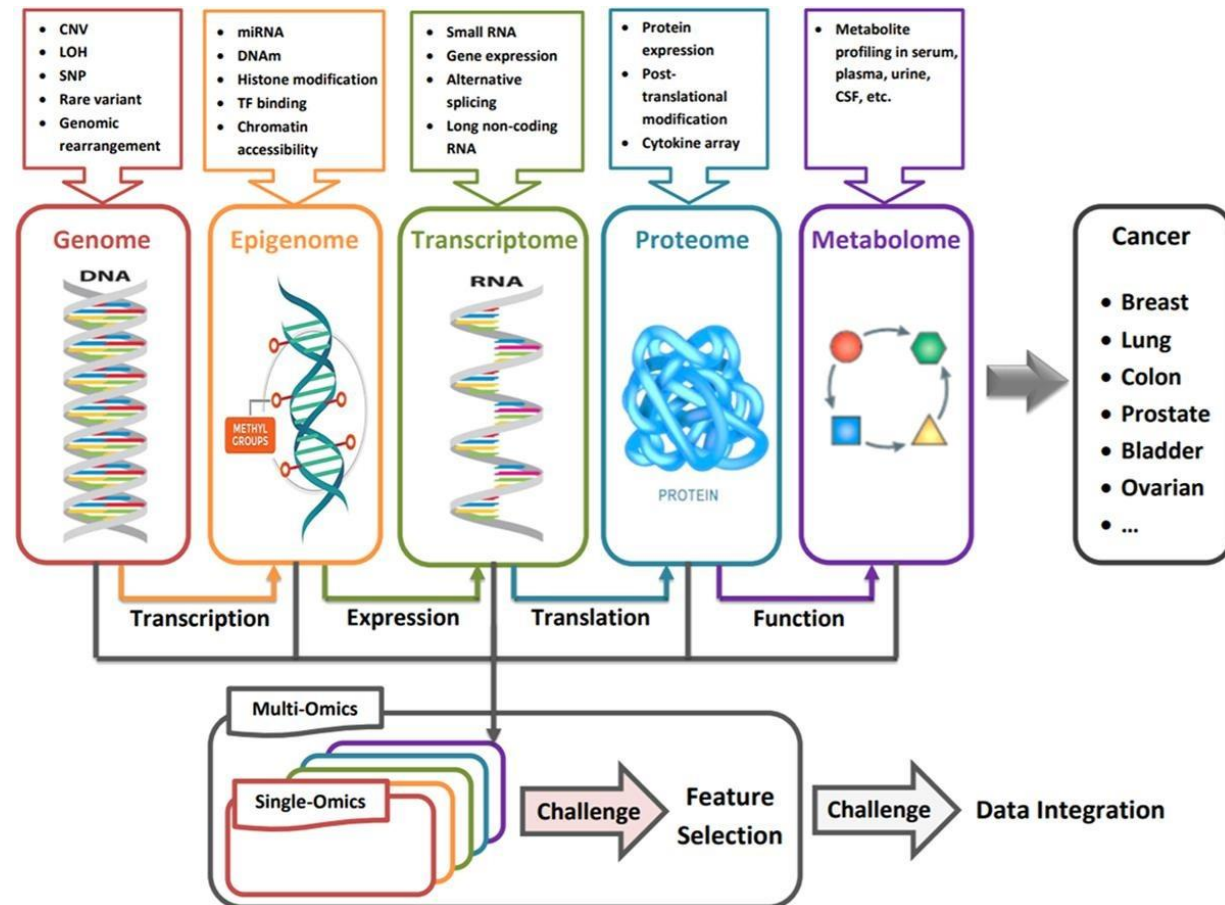 • CNV
• LOH
• SNP
• Rare variant
• Genomic
rearrangement
• miRNA
• DNAm
• Histone modification
• TF binding
• Chromatin
accessibility
• Small RNA
• Gene expression
• Alternative
splicing
• Long non-coding
RNA
• Protein
expression
• Post-
translational
modification
• Cytokine array
• Metabolite
profiling in serum,
plasma, urine,
CSF, etc.
Genome
DNA
Epigenome
METHYL
GROUPS
Transcriptome
RNA
Proteome
PROTEIN
Metabolome
Cancer
• Breast
• Lung
• Colon
• Prostate
• Bladder
• Ovarian
• ...
Transcription
Expression
Translation
Function
Multi-Omics
Single-Omics
Challenge
Feature
Selection
Challenge
Data Integration